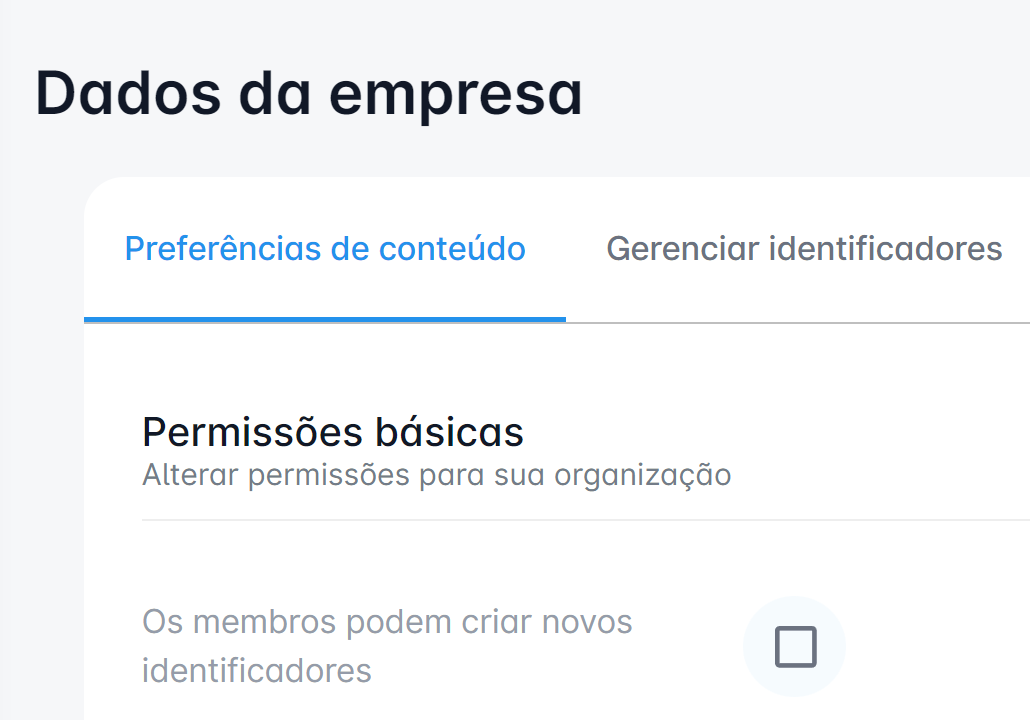 Dados da empresa
Preferências de conteúdo
Gerenciar identificadores
Permissões básicas
Alterar permissões para sua organização
Os membros podem criar novos
identificadores